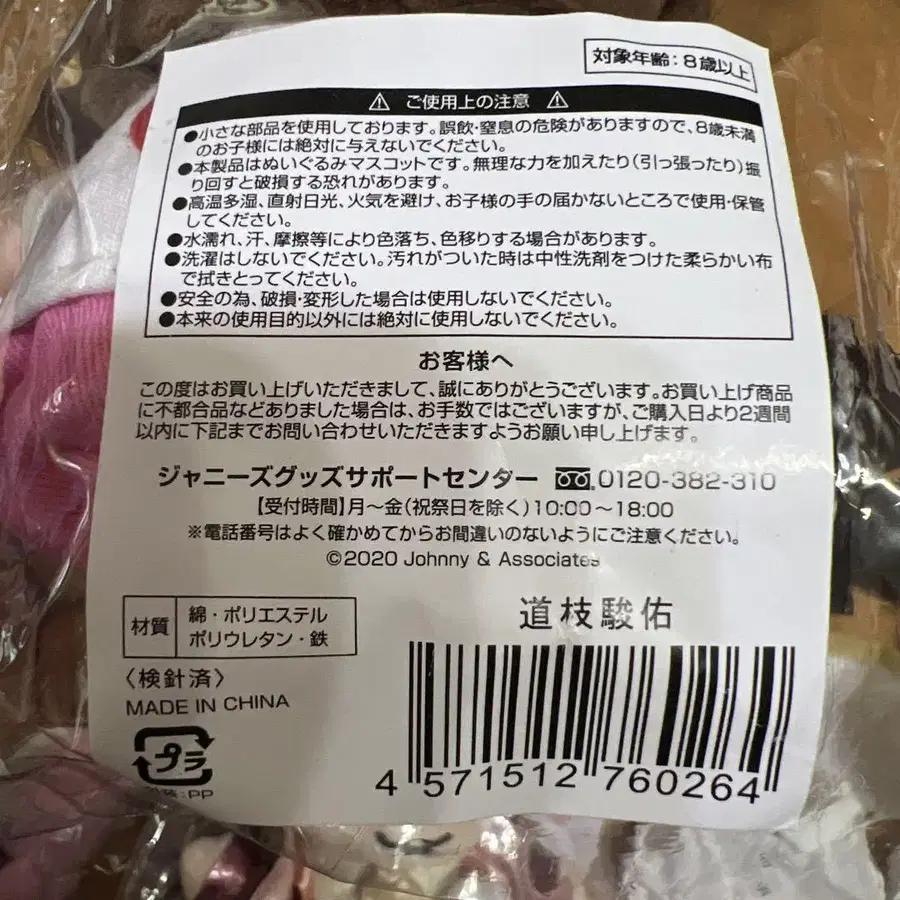 対象年齢:8歳以上
⚠ ご使用上の注意 ⚠
●小さな部品を使用しております。誤飲・窒息の危険がありますので、8歳未満
のお子様には絶対に与えないでください。
●本製品はぬいぐるみマスコットです。無理な力を加えたり(引っ張ったり)振
り回すと破損する恐れがあります。
●高温多湿、直射日光、火気を避け、お子様の手の届かないところで使用・保管
してください。
●水濡れ、汗、摩擦等により色落ち、色移りする場合があります。
●洗濯はしないでください。汚れがついた時は中性洗剤をつけた柔らかい布
で拭きとってください。
●安全の為、破損・変形した場合は使用しないでください。
●本来の使用目的以外には絶対に使用しないでください。
お客様へ
この度はお買い上げいただきまして、誠にありがとうございます。お買い上げ商品
に不都合品などありました場合は、お手数ではございますが、ご購入日より2週間
以内に下記までお問い合わせいただきますようお願い申し上げます。
ジャニーズグッズサポートセンター 0120-382-310
【受付時間】月～金(祝祭日を除く)10:00～18:00
※電話番号はよく確かめてからお間違いのないようにご注意ください。
©2020 Johnny & Associates
材質 綿・ポリエステル
ポリウレタン・鉄
〈検針済〉
MADE IN CHINA
プラ
:PP
道枝駿佑
4 571512 760264